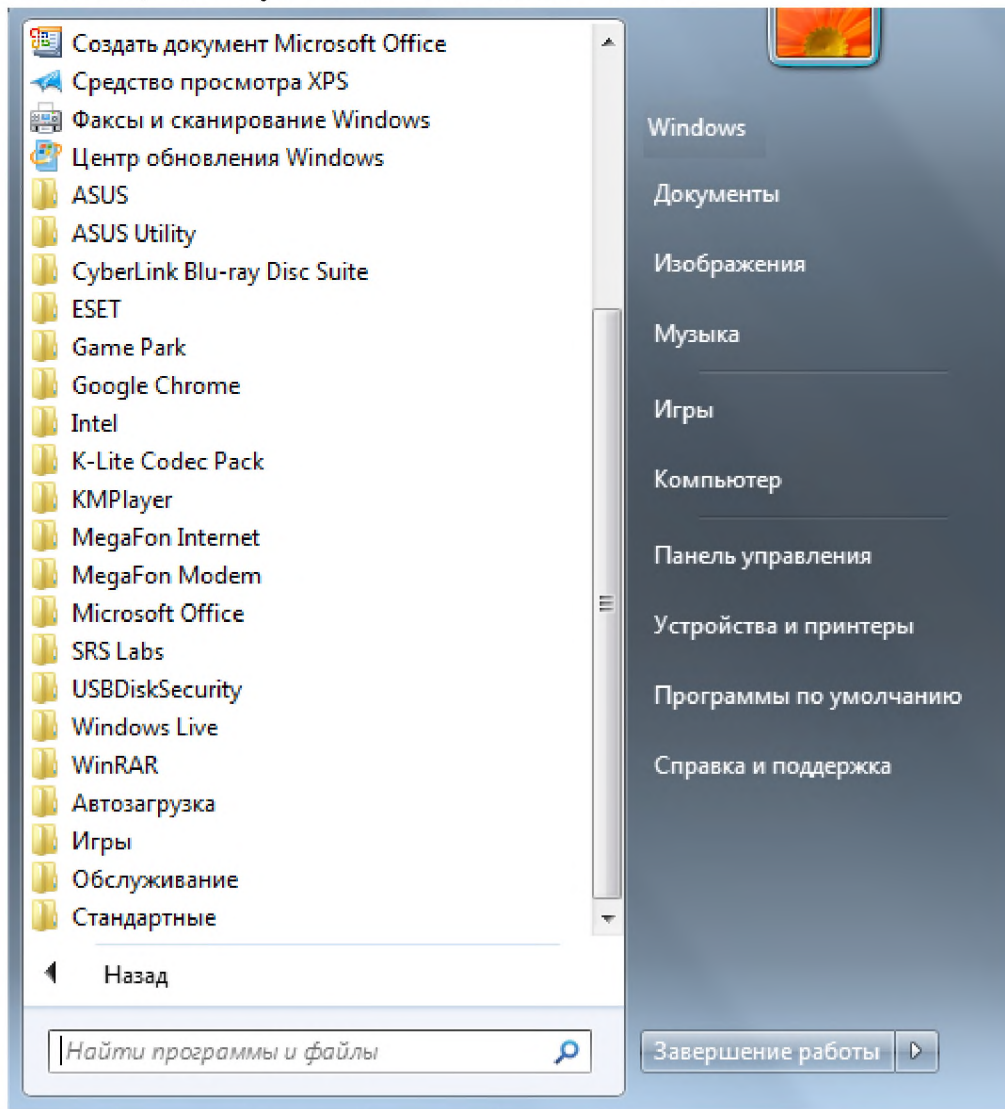 Создать документ Microsoft Office
Средство просмотра XPS
Факсы и сканирование Windows
Центр обновления Windows
ASUS
ASUS Utility
CyberLink Blu-ray Disc Suite
ESET
Game Park
Google Chrome
Intel
K-Lite Codec Pack
KMPlayer
MegaFon Internet
MegaFon Modem
Microsoft Office
SRS Labs
USBDiskSecurity
Windows Live
WinRAR
Автозагрузка
Игры
Обслуживание
Стандартные
Назад
Найти программы и файлы
Windows
Документы
Изображения
Музыка
Игры
Компьютер
Панель управления
Устройства и принтеры
Программы по умолчанию
Справка и поддержка
Завершение работы